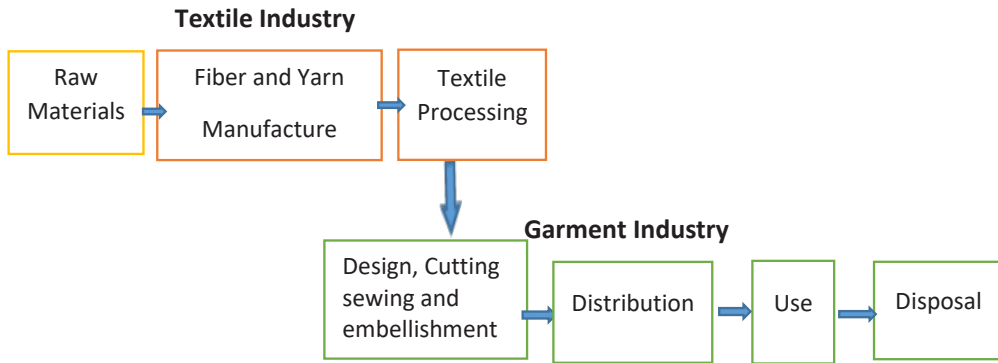 Textile Industry
Raw
Materials
Fiber and Yarn
Manufacture
Textile
Processing
Garment Industry
Design, Cutting
sewing and
embellishment
Distribution
Use
Disposal